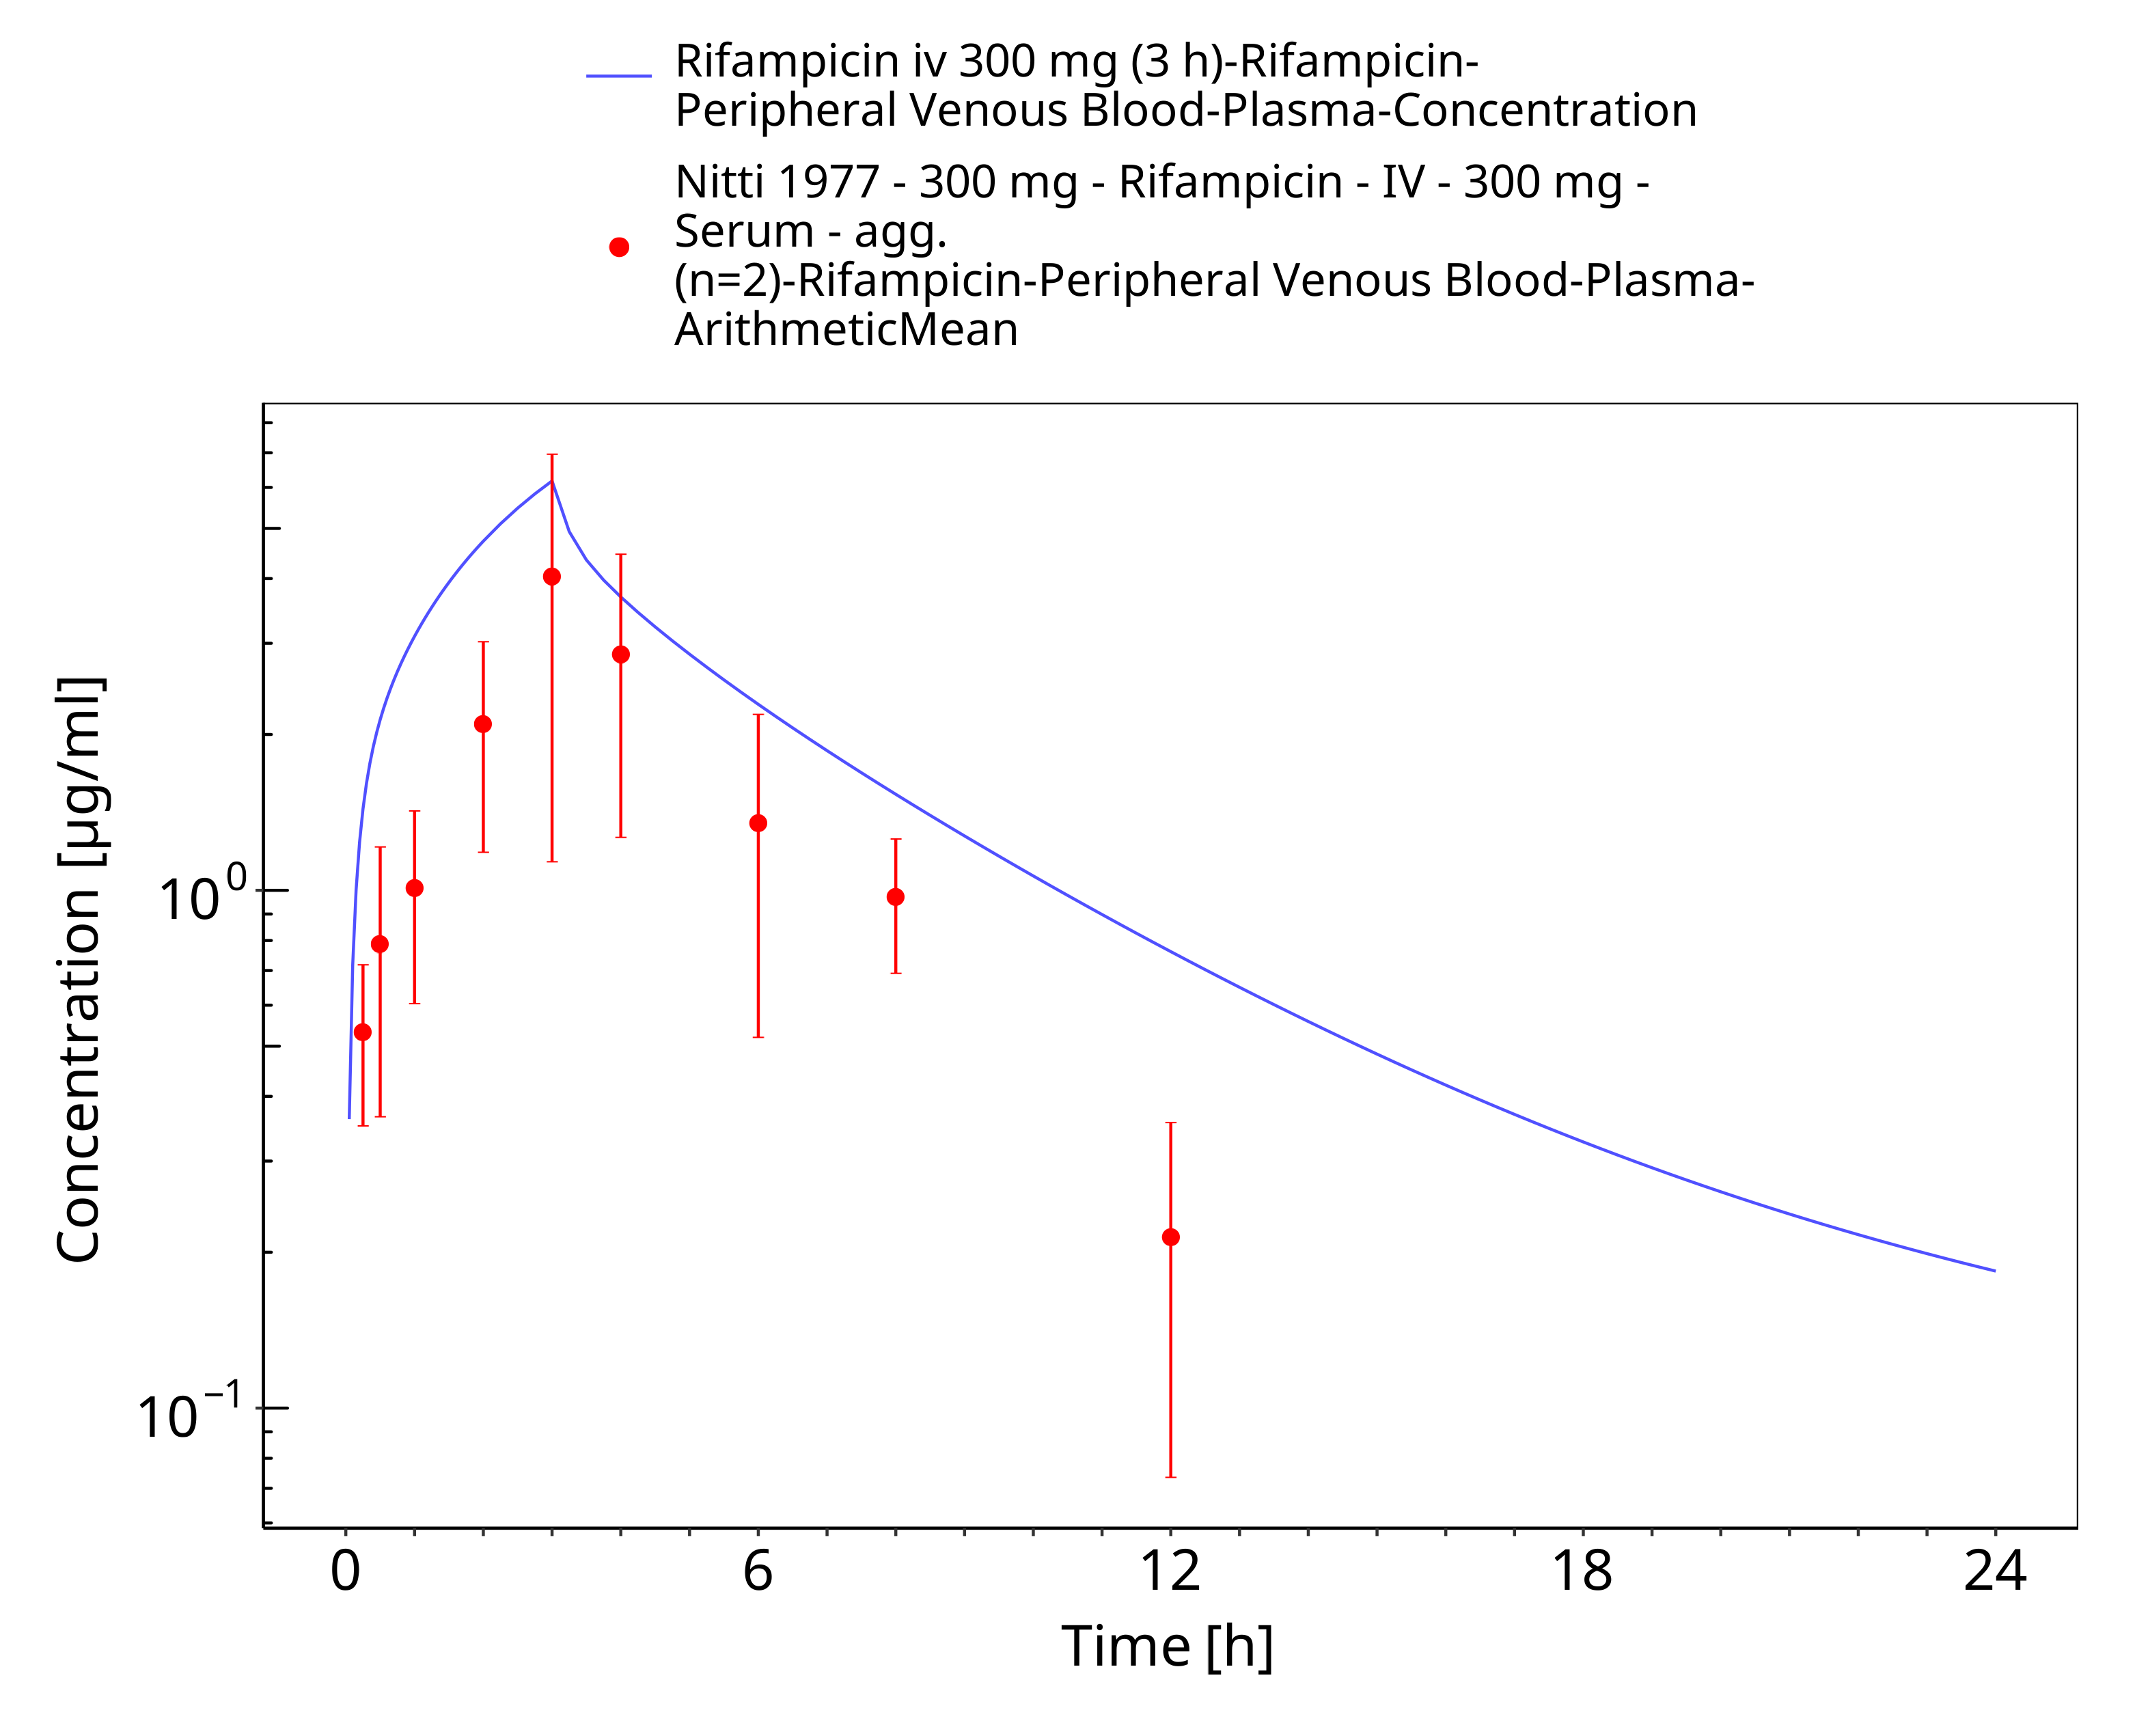 Rifampicin iv 300 mg (3 h)-Rifampicin-
Peripheral Venous Blood-Plasma-Concentration
Nitti 1977 - 300 mg - Rifampicin - IV - 300 mg -
Serum - agg.
(n=2)-Rifampicin-Peripheral Venous Blood-Plasma-
ArithmeticMean
Concentration [µg/ml]
10⁰
10⁻¹
0 6 12 18 24
Time [h]